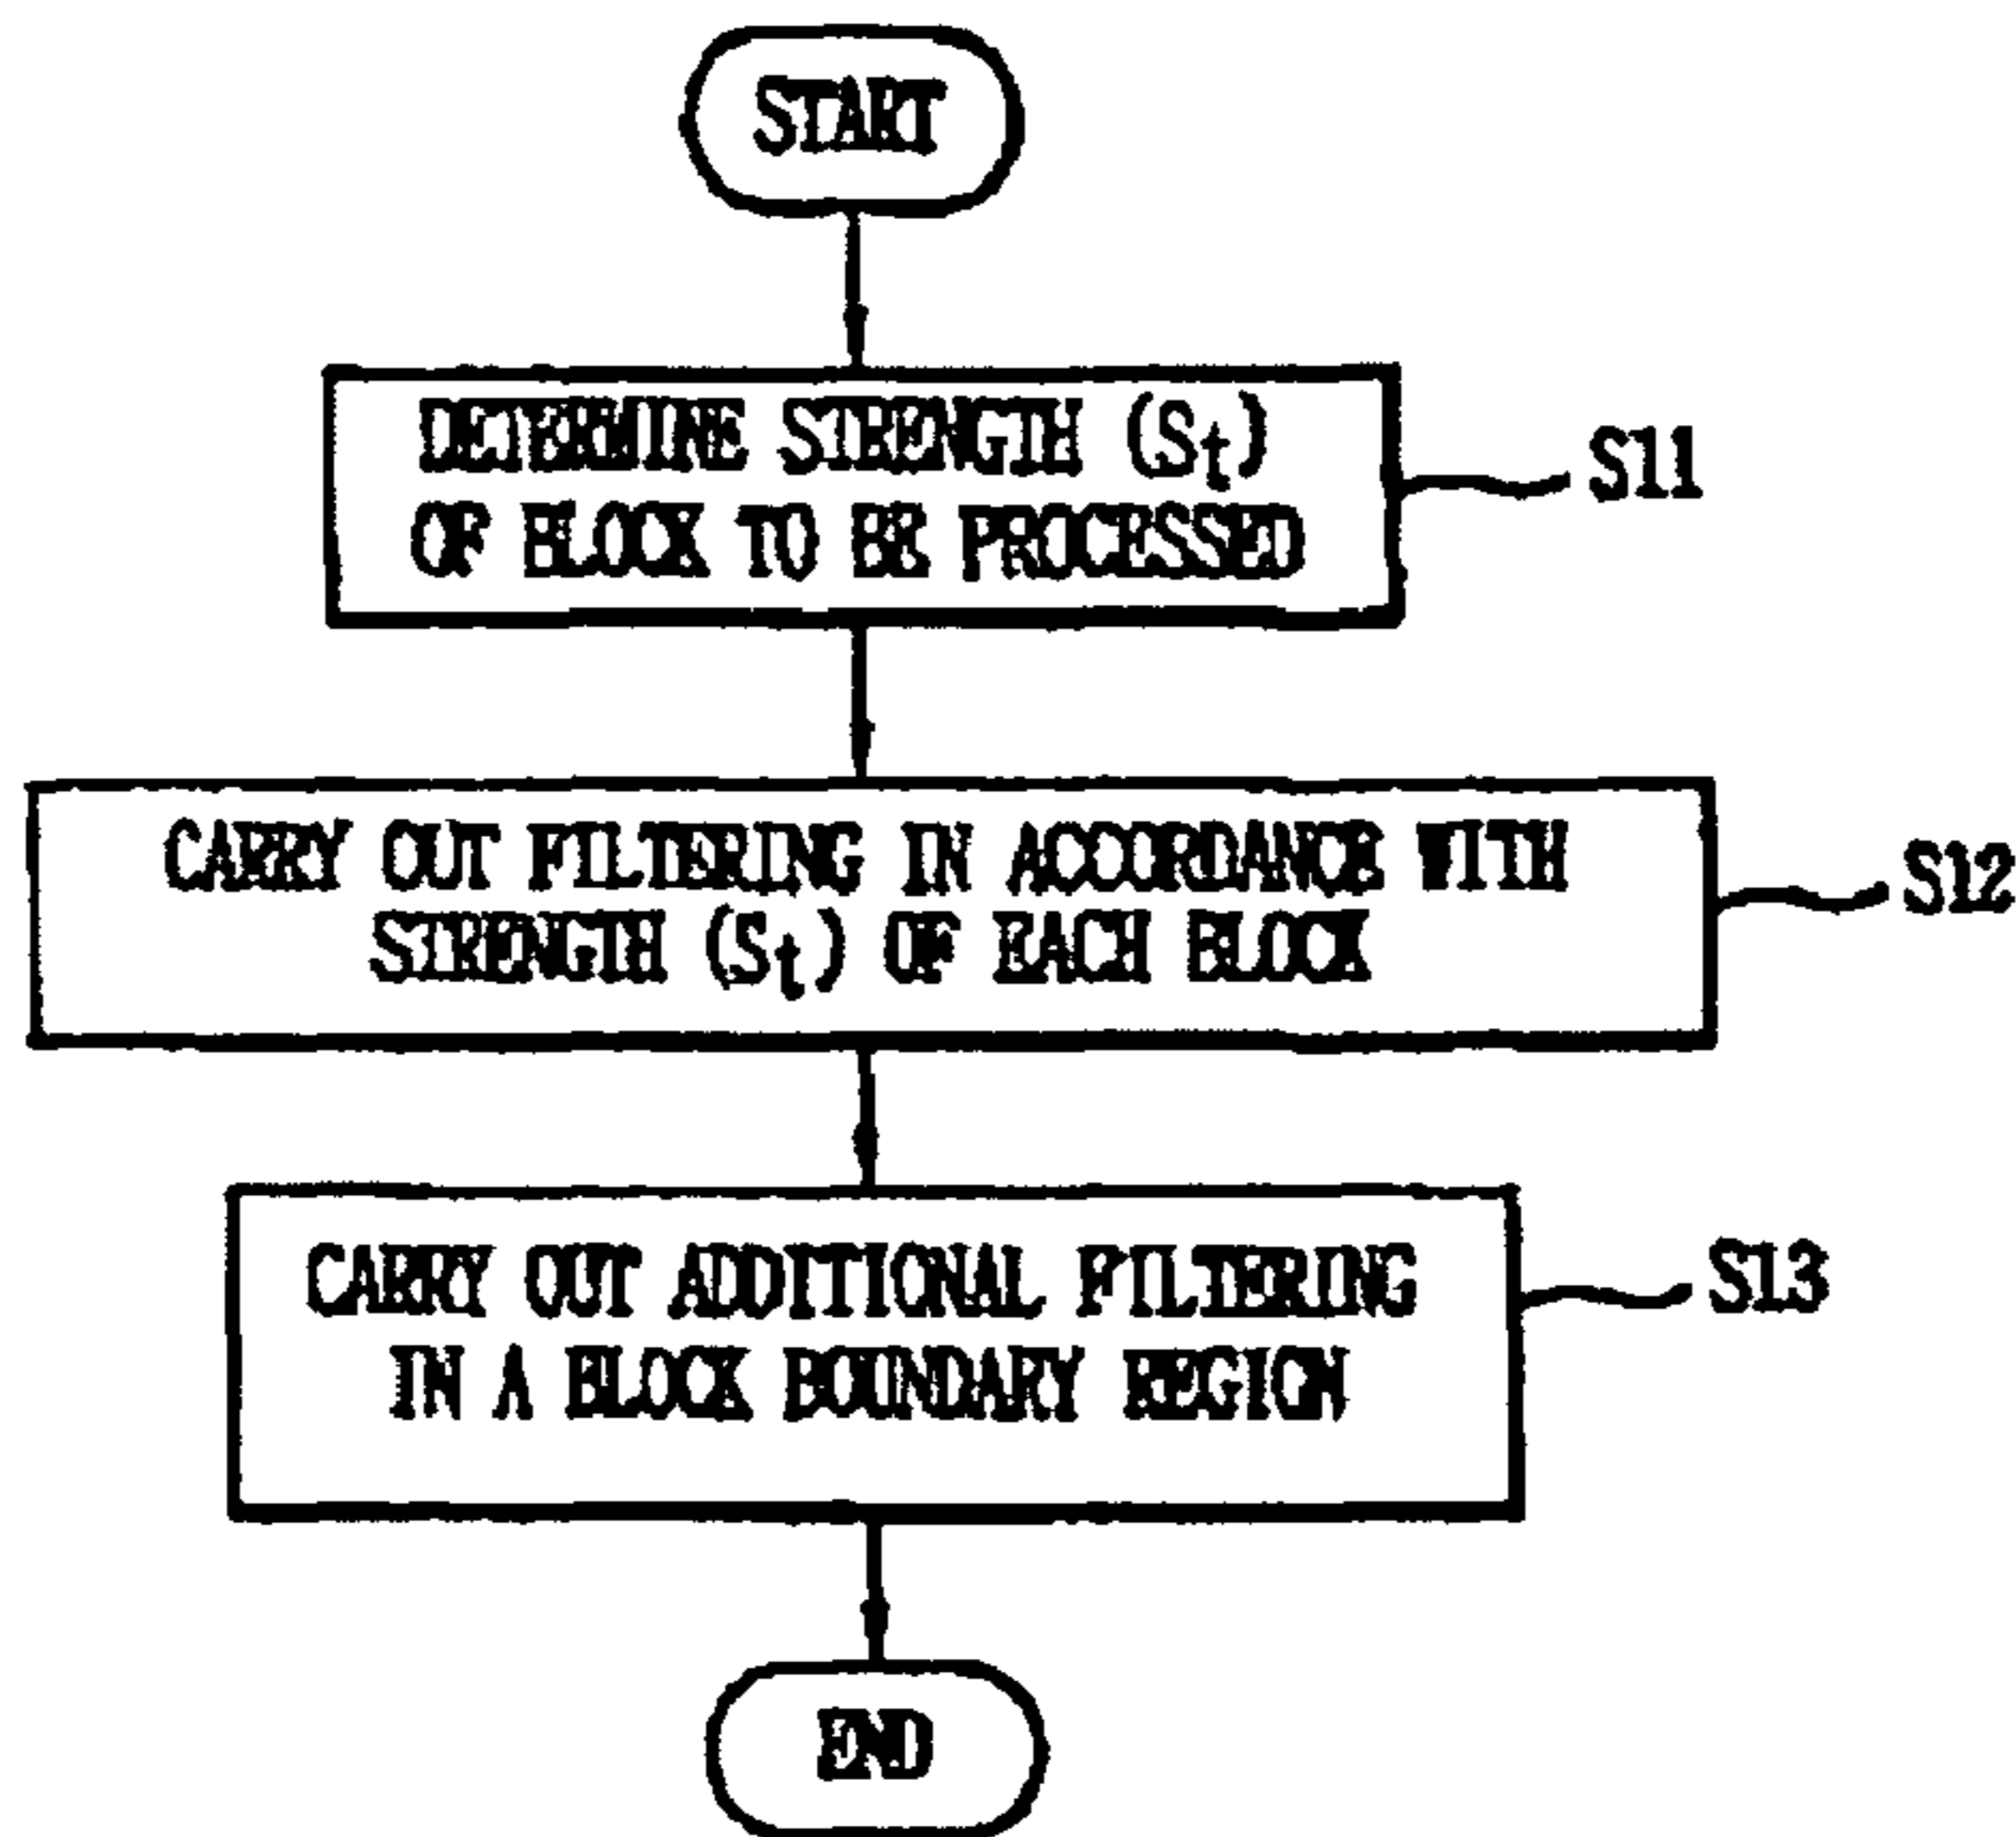 START
DETERMINE STRENGTH (St)
OF BLOCK TO BE PROCESSED
S11
CARRY OUT FILTERING IN ACCORDANCE WITH
STRENGTH (St) OF EACH BLOCK
S12
CARRY OUT ADDITIONAL FILTERING
IN A BLOCK BOUNDARY REGION
S13
END